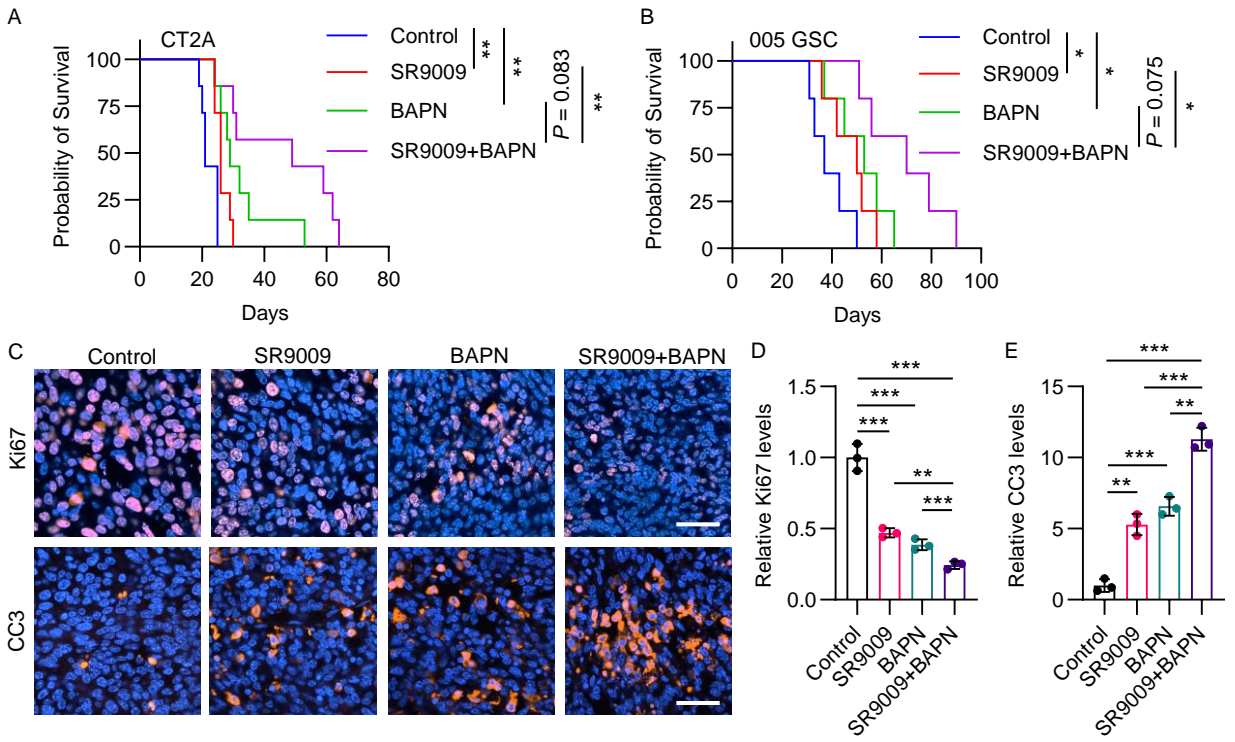 A
CT2A
Control
SR9009
BAPN
SR9009+BAPN
**
**
P = 0.083
**
Probability of Survival
100
75
50
25
0
0 20 40 60 80
Days
B
005 GSC
Control
SR9009
BAPN
SR9009+BAPN
*
*
P = 0.075
*
Probability of Survival
100
75
50
25
0
0 20 40 60 80 100
Days
C
Control SR9009 BAPN SR9009+BAPN
Ki67
CC3
D
Relative Ki67 levels
1.5
1.0
0.5
0.0
***
***
***
**
***
Control
SR9009
BAPN
SR9009+BAPN
E
Relative CC3 levels
15
10
5
0
***
***
**
***
**
Control
SR9009
BAPN
SR9009+BAPN